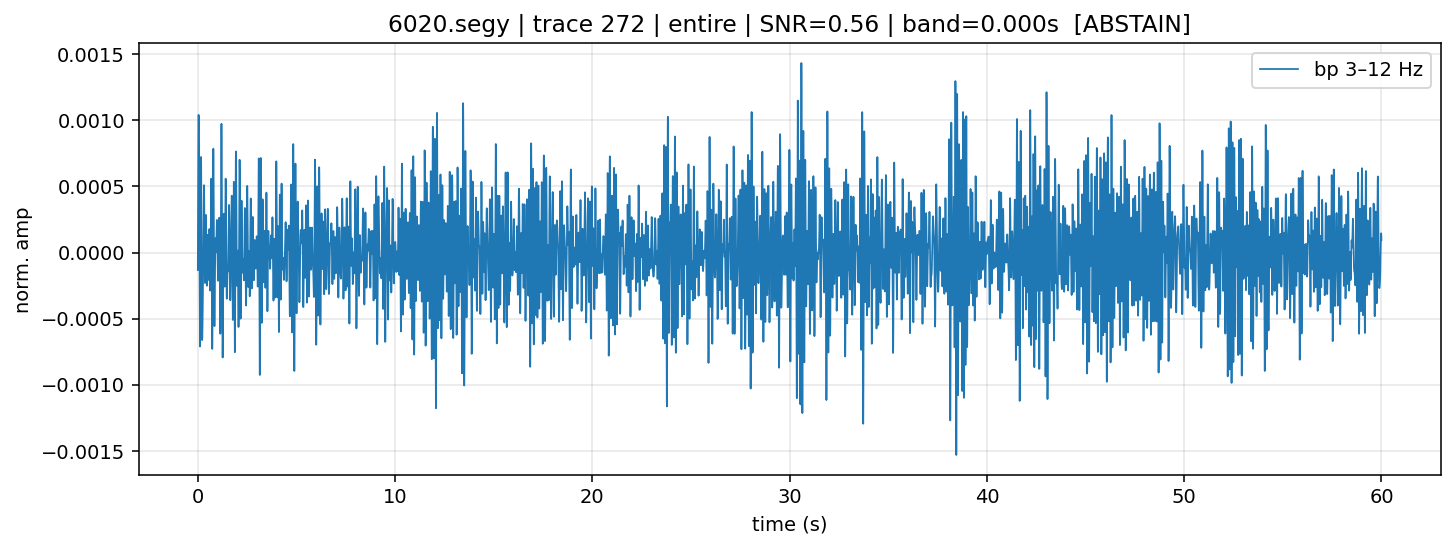 6020.segy | trace 272 | entire | SNR=0.56 | band=0.000s  [ABSTAIN]
bp 3–12 Hz
norm. amp
0.0015
0.0010
0.0005
0.0000
−0.0005
−0.0010
−0.0015
0 10 20 30 40 50 60
time (s)